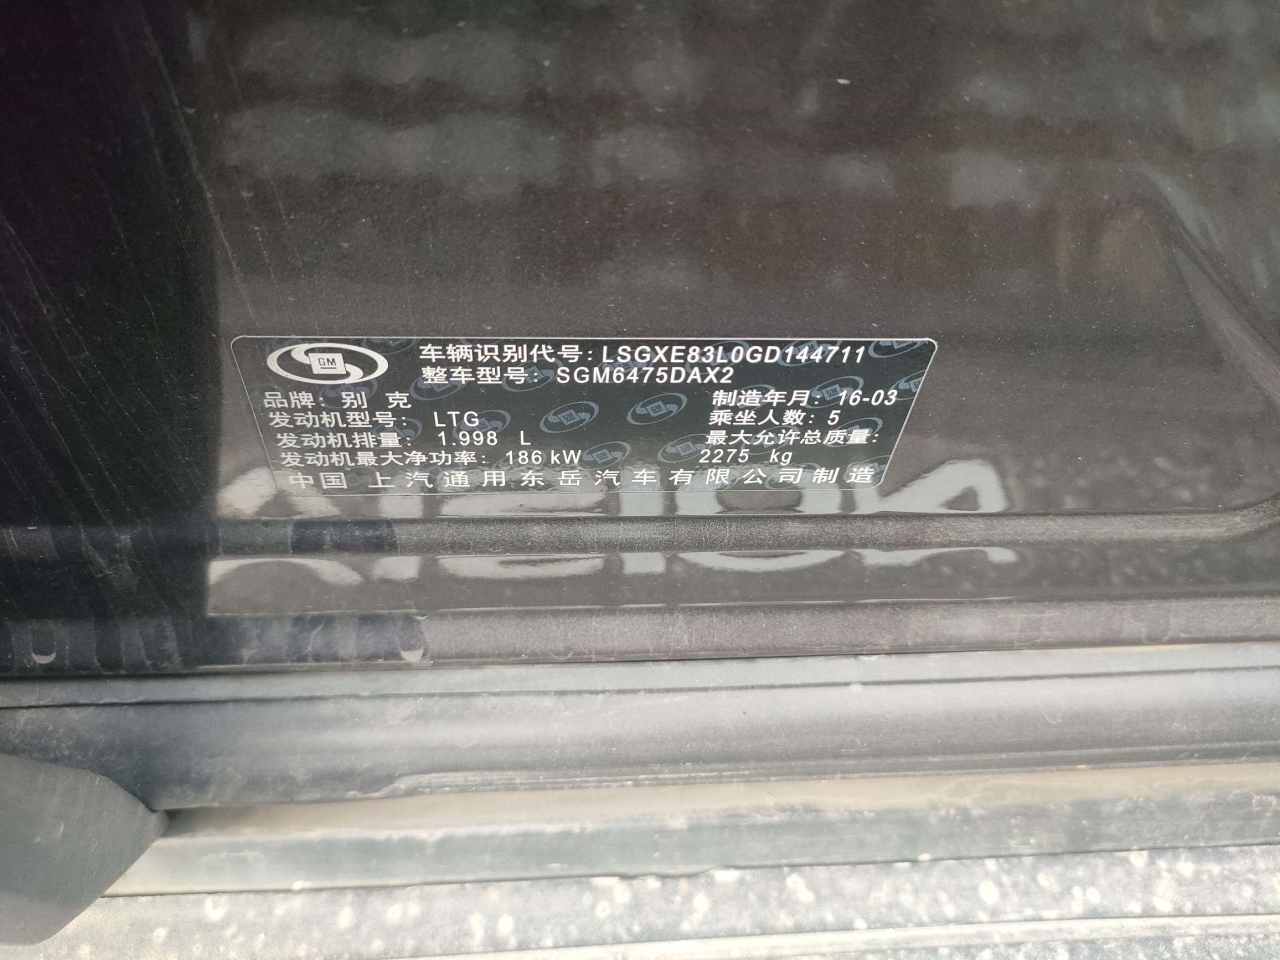 GM
车辆识别代号：LSGXE83L0GD144711
整车型号：SGM6475DAX2
品牌：别 克 制造年月：16-03
发动机型号：LTG 乘坐人数：5
发动机排量：1.998 L 最大允许总质量：
发动机最大净功率：186 kW 2275 kg
中国 上汽通用东岳汽车有限公司制造